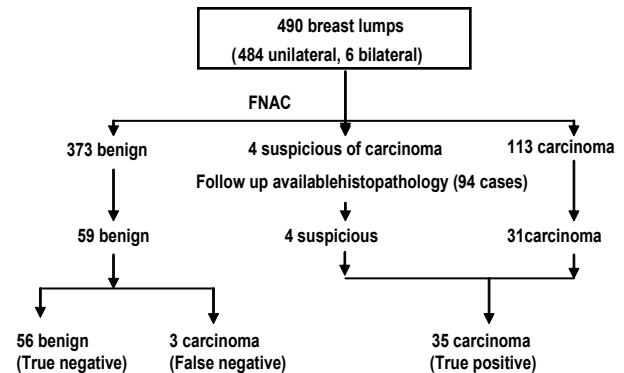 490 breast lumps
(484 unilateral, 6 bilateral)
FNAC
373 benign
4 suspicious of carcinoma
113 carcinoma
Follow up availablehistopathology (94 cases)
59 benign
4 suspicious
31carcinoma
56 benign
(True negative)
3 carcinoma
(False negative)
35 carcinoma
(True positive)